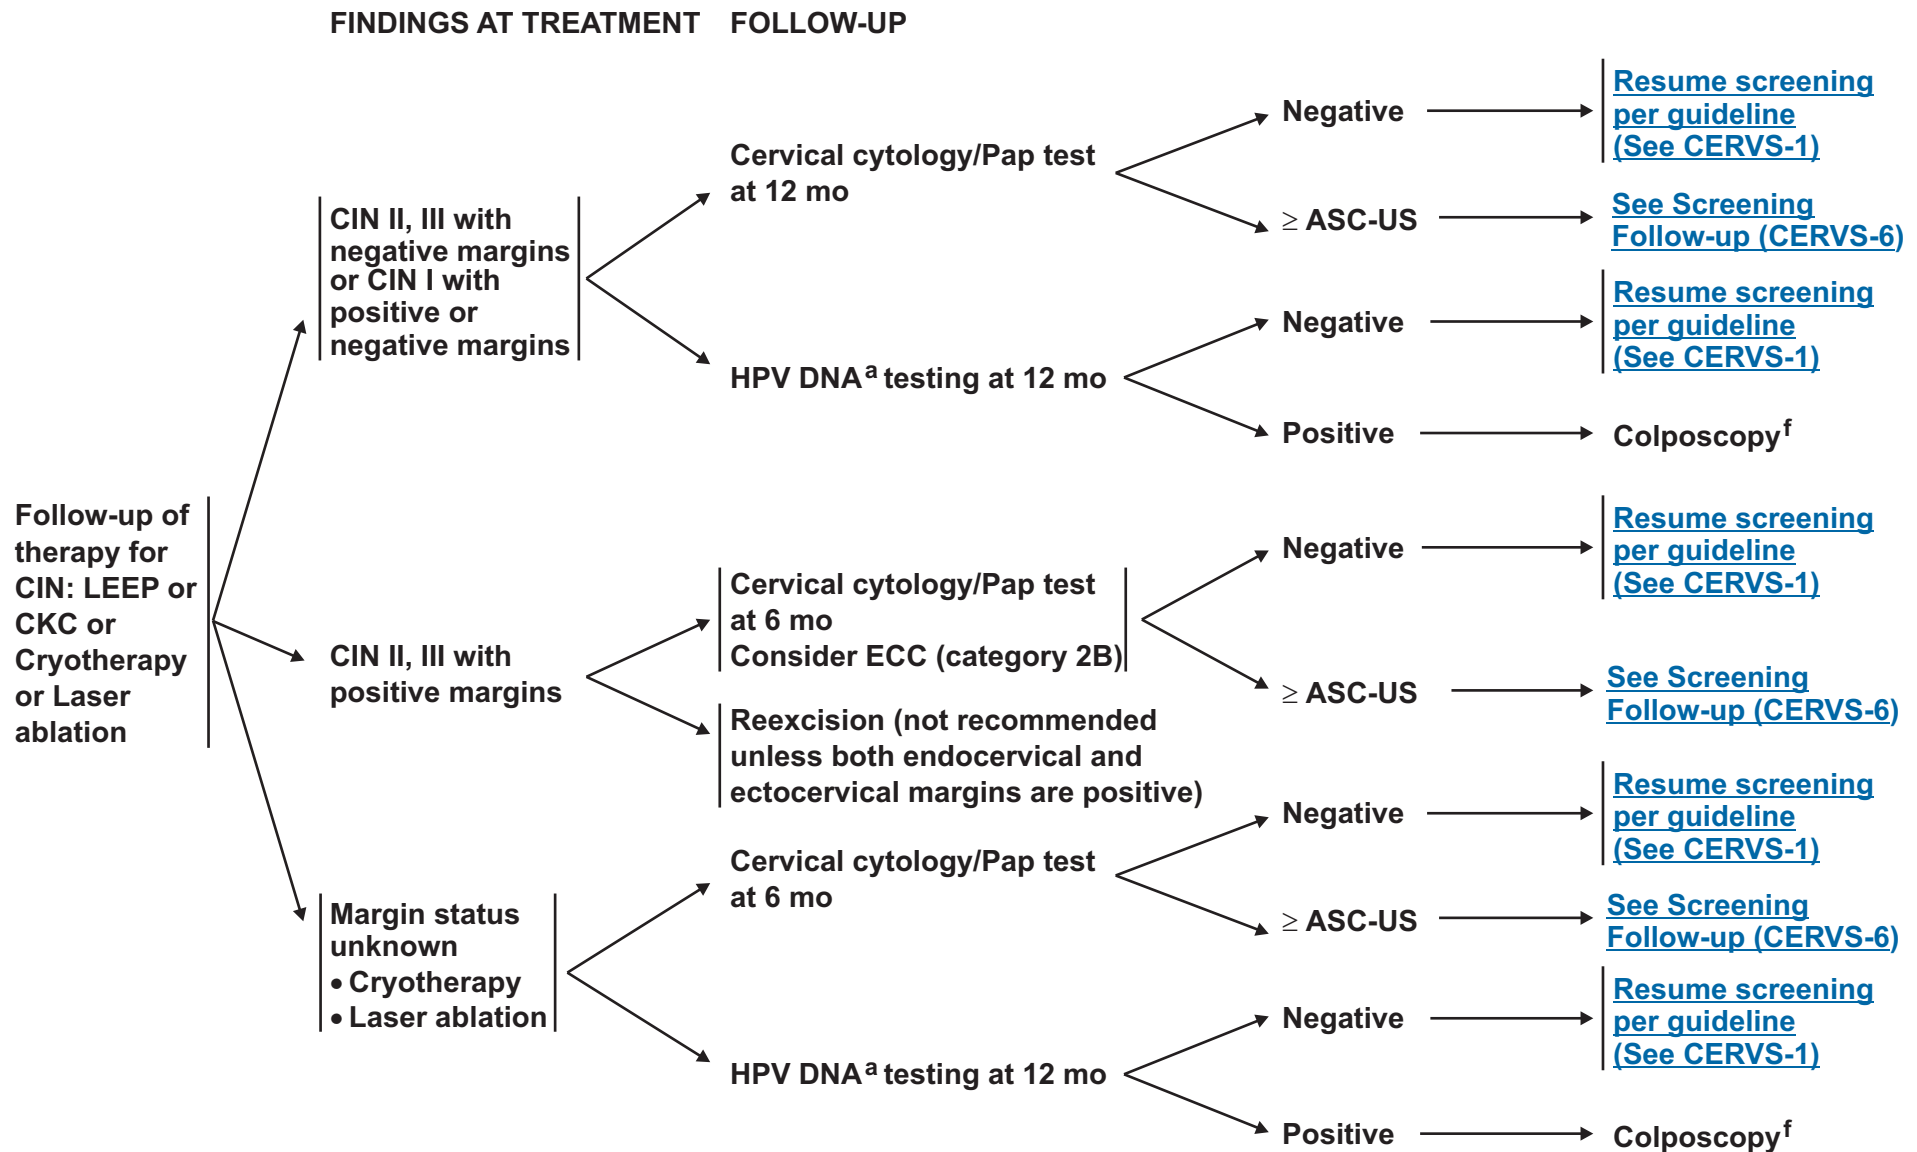 FINDINGS AT TREATMENT
FOLLOW-UP
Follow-up of
therapy for
CIN: LEEP or
CKC or
Cryotherapy
or Laser
ablation
CIN II, III with
negative margins
or CIN I with
positive or
negative margins
Cervical cytology/Pap test
at 12 mo
Negative
Resume screening
per guideline
(See CERVS-1)
≥ ASC-US
See Screening
Follow-up (CERVS-6)
HPV DNAᵃ testing at 12 mo
Negative
Resume screening
per guideline
(See CERVS-1)
Positive
Colposcopyᶠ
CIN II, III with
positive margins
Cervical cytology/Pap test
at 6 mo
Consider ECC (category 2B)
Negative
Resume screening
per guideline
(See CERVS-1)
≥ ASC-US
See Screening
Follow-up (CERVS-6)
Reexcision (not recommended
unless both endocervical and
ectocervical margins are positive)
Margin status
unknown
• Cryotherapy
• Laser ablation
Cervical cytology/Pap test
at 6 mo
Negative
Resume screening
per guideline
(See CERVS-1)
≥ ASC-US
See Screening
Follow-up (CERVS-6)
HPV DNAᵃ testing at 12 mo
Negative
Resume screening
per guideline
(See CERVS-1)
Positive
Colposcopyᶠ